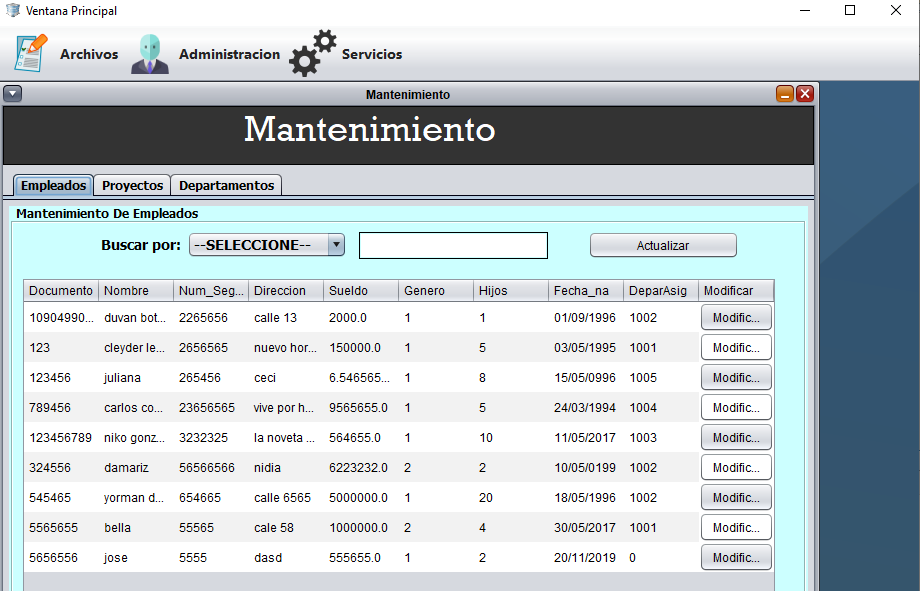 Ventana Principal
Archivos Administracion Servicios
Mantenimiento
Mantenimiento
Empleados Proyectos Departamentos
Mantenimiento De Empleados
Buscar por: --SELECCIONE-- Actualizar
Documento Nombre Num_Seg... Direccion Sueldo Genero Hijos Fecha_na DeparAsig Modificar
10904990... duvan bot... 2265656 calle 13 2000.0 1 1 01/09/1996 1002 Modific...
123 cleyder le... 2656565 nuevo hor... 150000.0 1 5 03/05/1995 1001 Modific...
123456 juliana 265456 ceci 6.546565... 1 8 15/05/0996 1005 Modific...
789456 carlos co... 23656565 vive por h... 9565655.0 1 5 24/03/1994 1004 Modific...
123456789 niko gonz... 3232325 la noveta ... 564655.0 1 10 11/05/2017 1003 Modific...
324556 damariz 56566566 nidia 6223232.0 2 2 10/05/0199 1002 Modific...
545465 yorman d... 654665 calle 6565 5000000.0 1 20 18/05/1996 1002 Modific...
5565655 bella 55565 cale 58 1000000.0 2 4 30/05/2017 1001 Modific...
5656556 jose 5555 dasd 555655.0 1 2 20/11/2019 0 Modific...